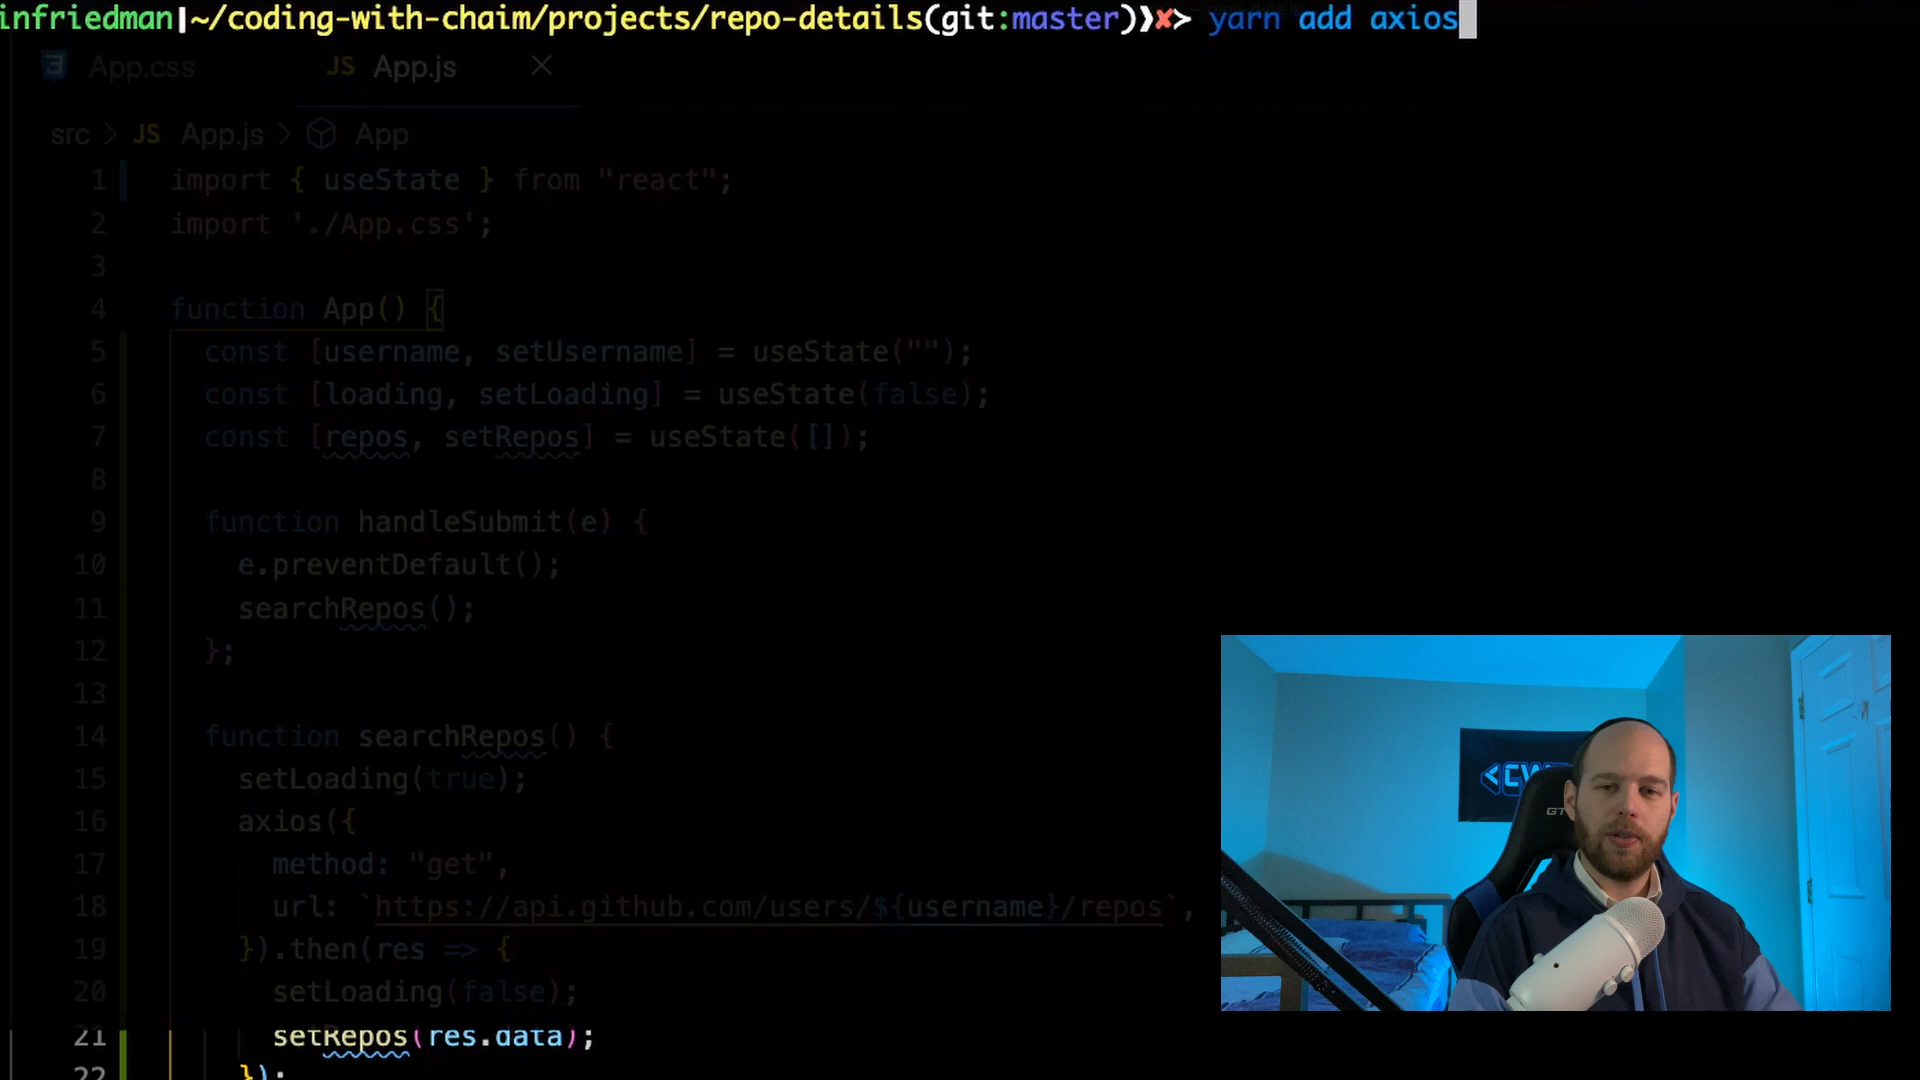 infriedman|~/coding-with-chaim/projects/repo-details(git:master)⟩✘> yarn add axios
App.css JS App.js ×
src > JS App.js > App
1 import { useState } from "react";
2 import './App.css';
3
4 function App() {
5 const [username, setUsername] = useState("");
6 const [loading, setLoading] = useState(false);
7 const [repos, setRepos] = useState([]);
8
9 function handleSubmit(e) {
10 e.preventDefault();
11 searchRepos();
12 };
13
14 function searchRepos() {
15 setLoading(true);
16 axios({
17 method: "get",
18 url: `https://api.github.com/users/${username}/repos`,
19 }).then(res => {
20 setLoading(false);
21 setRepos(res.data);
22 });
GT